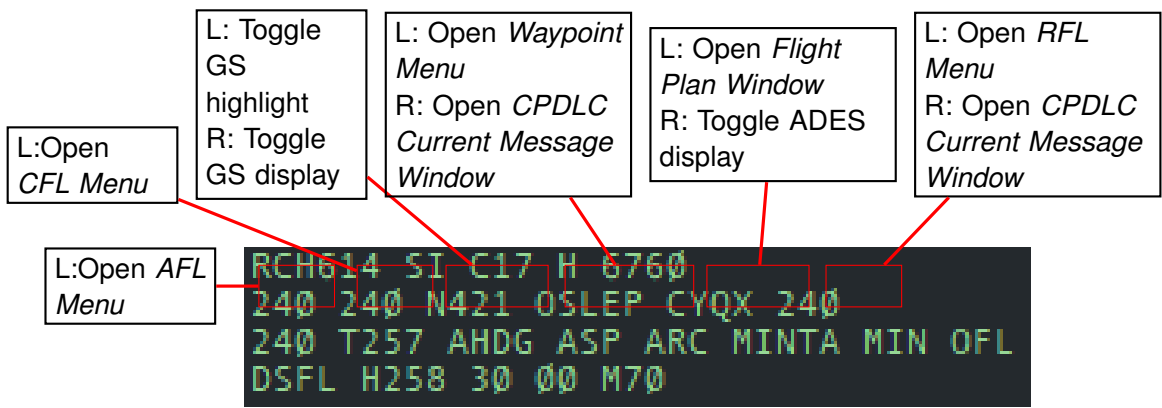 L: Toggle
GS
highlight
R: Toggle
GS display
L: Open Waypoint
Menu
R: Open CPDLC
Current Message
Window
L: Open Flight
Plan Window
R: Toggle ADES
display
L: Open RFL
Menu
R: Open CPDLC
Current Message
Window
L:Open
CFL Menu
L:Open AFL
Menu
RCH614 SI C17 H 6760
240 240 N421 OSLEP CYQX 240
240 T257 AHDG ASP ARC MINTA MIN OFL
DSFL H258 30 00 M70